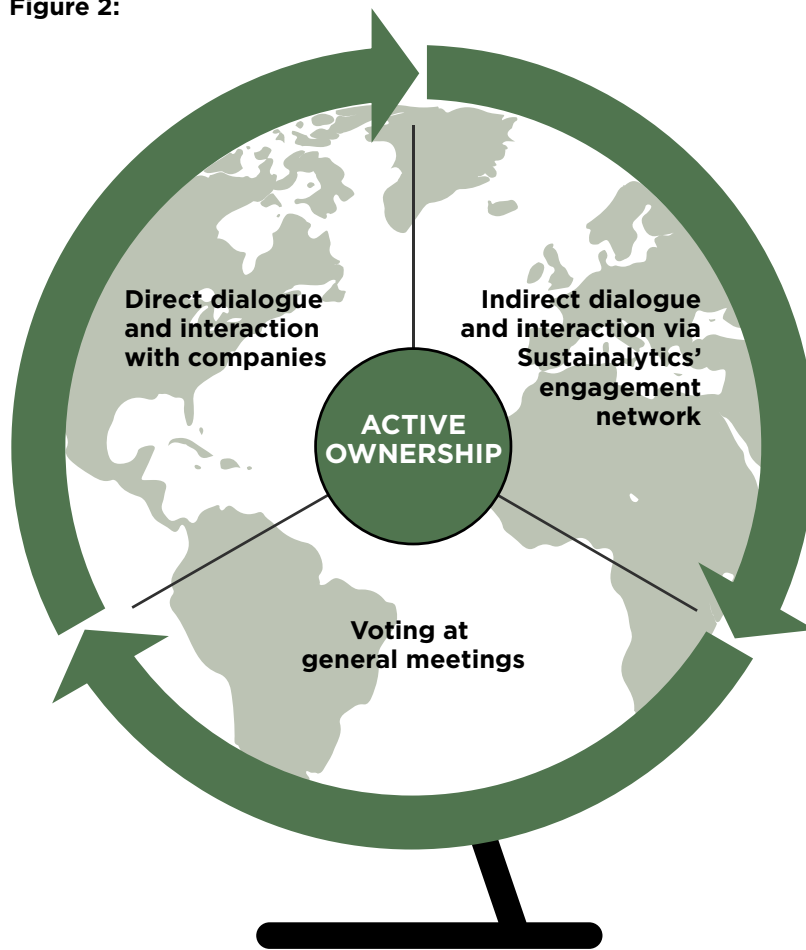 Figure 2:
Direct dialogue
and interaction
with companies
Indirect dialogue
and interaction via
Sustainalytics’
engagement
network
ACTIVE
OWNERSHIP
Voting at
general meetings